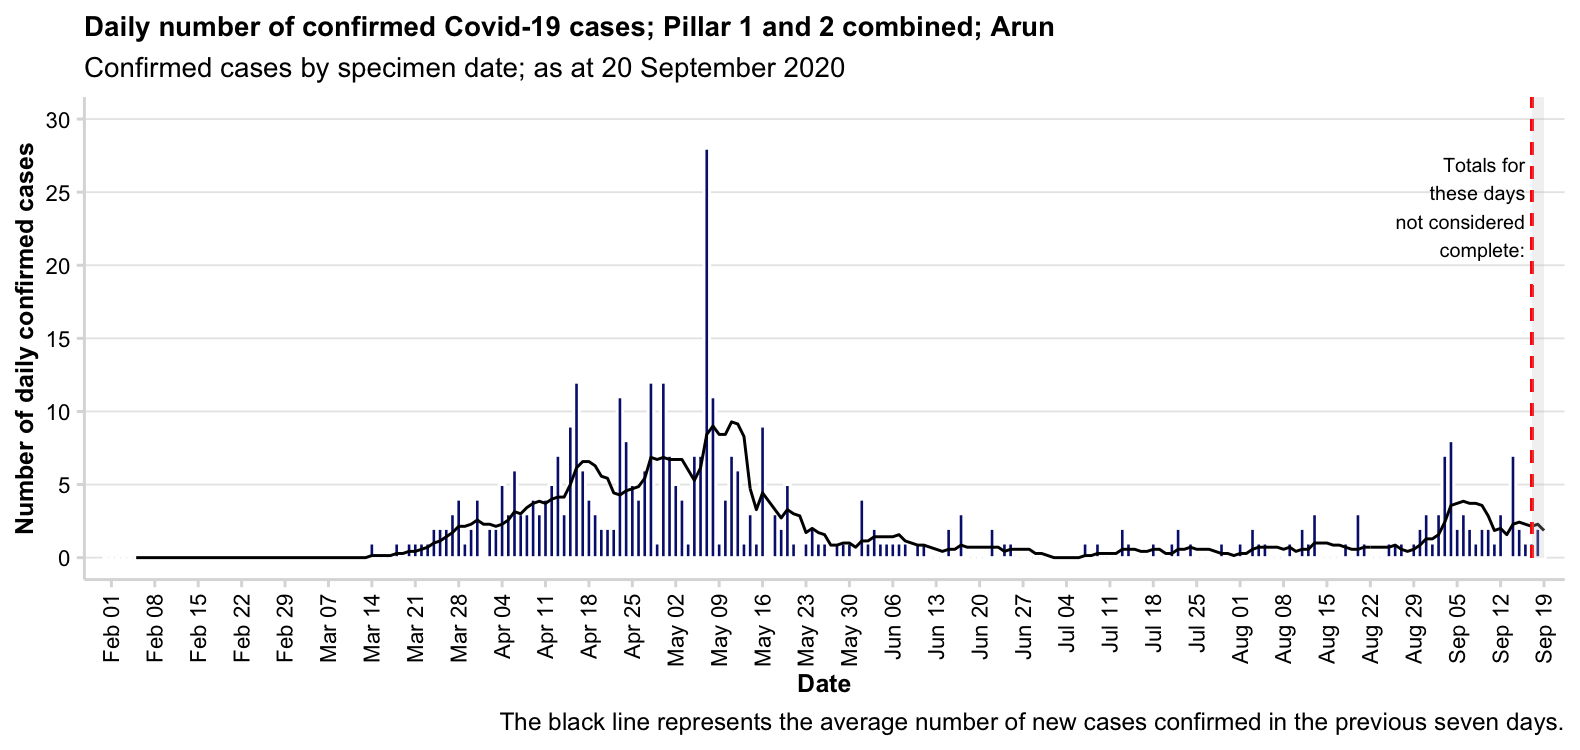 Daily number of confirmed Covid-19 cases; Pillar 1 and 2 combined; Arun
Confirmed cases by specimen date; as at 20 September 2020
Number of daily confirmed cases
30
25
20
15
10
5
0
Totals for
these days
not considered
complete:
Feb 01
Feb 08
Feb 15
Feb 22
Feb 29
Mar 07
Mar 14
Mar 21
Mar 28
Apr 04
Apr 11
Apr 18
Apr 25
May 02
May 09
May 16
May 23
May 30
Jun 06
Jun 13
Jun 20
Jun 27
Jul 04
Jul 11
Jul 18
Jul 25
Aug 01
Aug 08
Aug 15
Aug 22
Aug 29
Sep 05
Sep 12
Sep 19
Date
The black line represents the average number of new cases confirmed in the previous seven days.